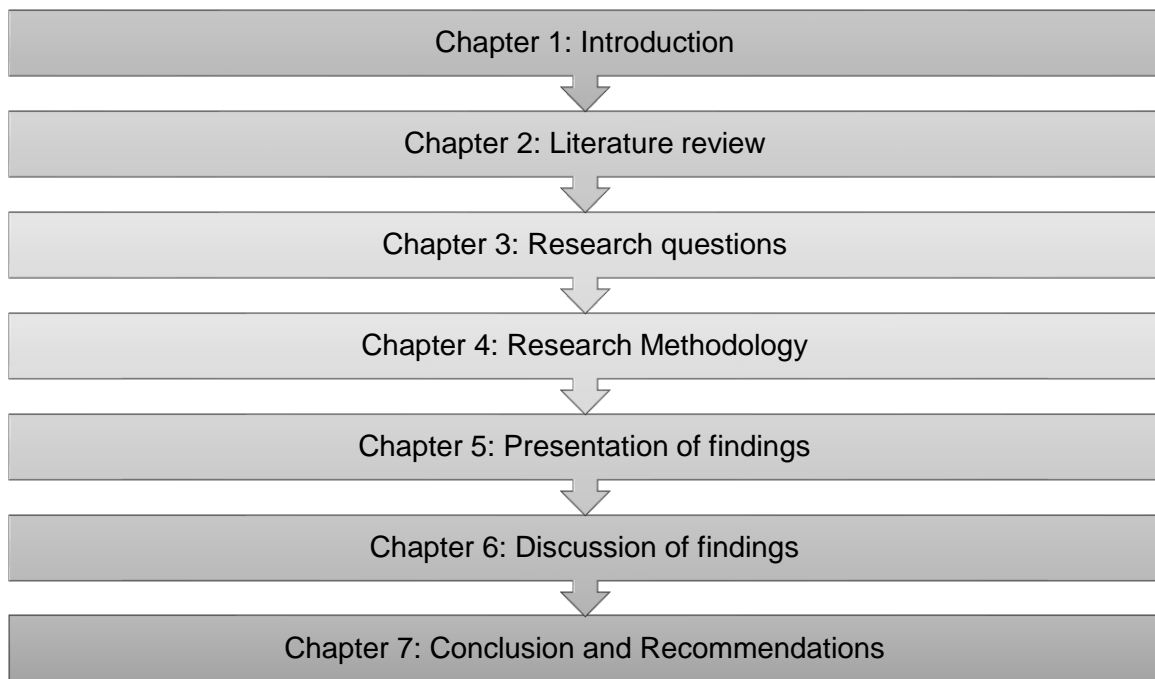 Chapter 1: Introduction
Chapter 2: Literature review
Chapter 3: Research questions
Chapter 4: Research Methodology
Chapter 5: Presentation of findings
Chapter 6: Discussion of findings
Chapter 7: Conclusion and Recommendations